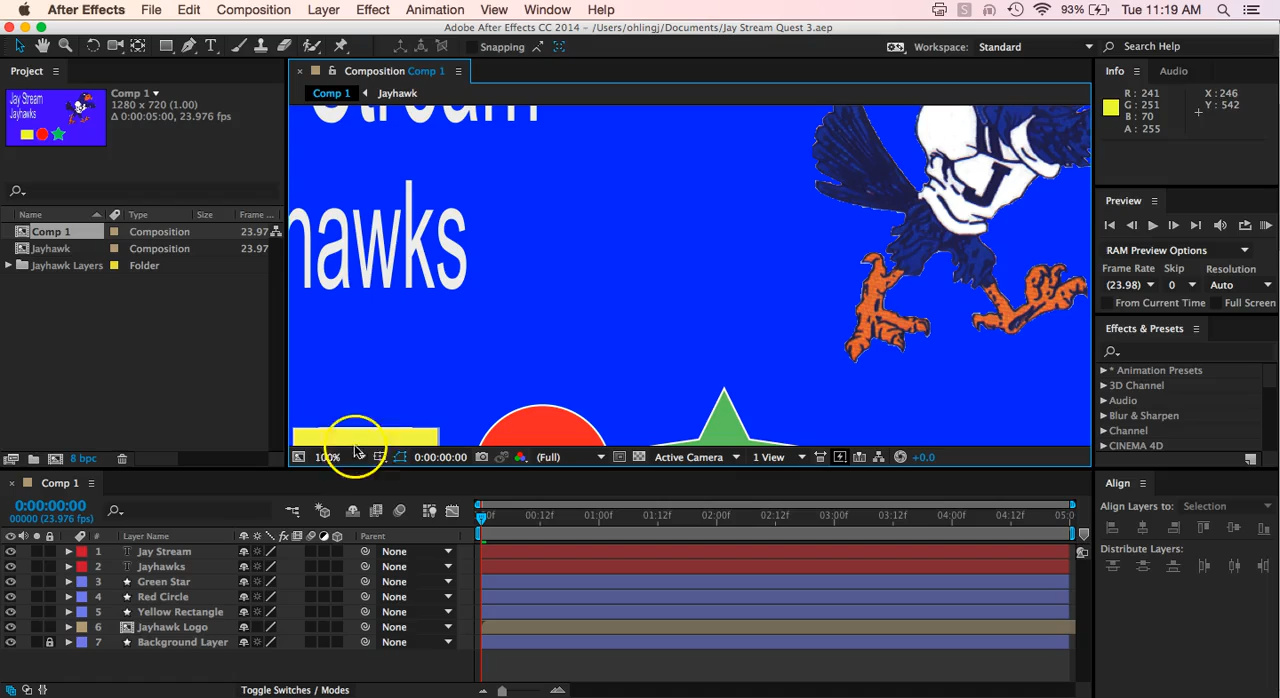 After Effects File Edit Composition Layer Effect Animation View Window Help 93% Tue 11:19 AM
Adobe After Effects CC 2014 - /Users/ohlingj/Documents/Jay Stream Quest 3.aep
Snapping Workspace: Standard Search Help
Project Composition Comp 1 Info Audio
Comp 1 Jayhawk
Comp 1
1280 x 720 (1.00)
Δ 0:00:05:00, 23.976 fps
Jay Stream
Jayhawks
R: 241 X: 246
G: 251 Y: 542
B: 70
A: 255
Stream
hawks
J
Name Type Size Frame ...
Comp 1 Composition 23.97
Jayhawk Composition 23.97
Jayhawk Layers Folder
Preview
RAM Preview Options
Frame Rate Skip Resolution
(23.98) 0 Auto
From Current Time Full Screen
Effects & Presets
* Animation Presets
3D Channel
Audio
Blur & Sharpen
CINEMA 4D
8 bpc 100% 0:00:00:00 (Full) Active Camera 1 View +0.0
Comp 1 Align
0:00:00:00
00000 (23.976 fps)
Align Layers to: Selection
Distribute Layers:
0f 00:12f 01:00f 01:12f 02:00f 02:12f 03:00f 03:12f 04:00f 04:12f 05:0
# Layer Name fx Parent
1 T Jay Stream None
2 T Jayhawks None
3 Green Star None
4 Red Circle None
5 Yellow Rectangle None
6 Jayhawk Logo None
7 Background Layer None
Toggle Switches / Modes